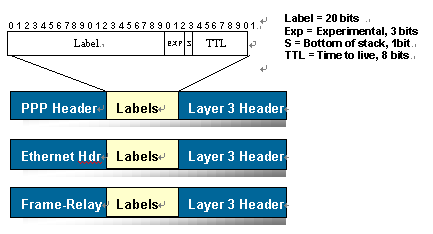 0 1 2 3 4 5 6 7 8 9 0 1 2 3 4 5 6 7 8 9 0 1 2 3 4 5 6 7 8 9 0 1
Label EXP S TTL
Label = 20 bits
Exp = Experimental, 3 bits
S = Bottom of stack, 1bit
TTL = Time to live, 8 bits
PPP Header Labels Layer 3 Header
Ethernet Hdr Labels Layer 3 Header
Frame-Relay Labels Layer 3 Header